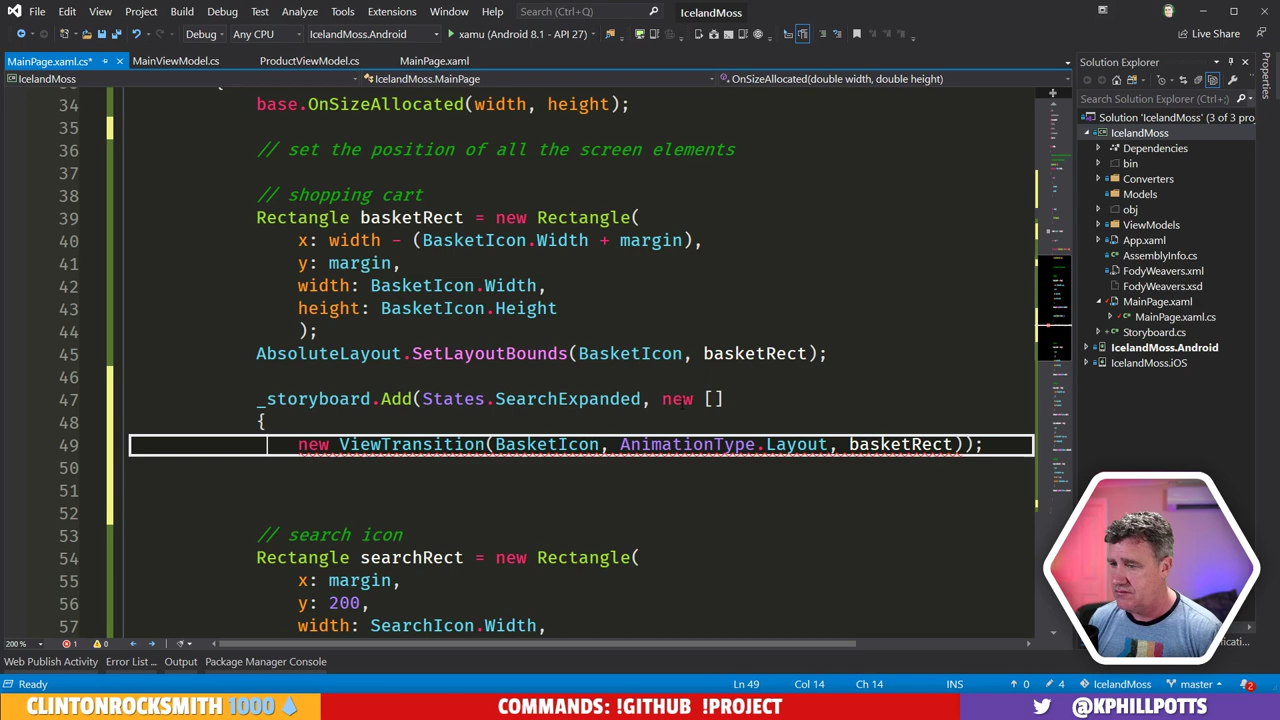 File Edit View Git Project Build Debug Test Analyze Tools Extensions Window Help Search (Ctrl+Q) IcelandMoss
Debug Any CPU IcelandMoss.Android xamu (Android 8.1 - API 27) Live Share
MainPage.xaml.cs* MainViewModel.cs ProductViewModel.cs MainPage.xaml
IcelandMoss IcelandMoss.MainPage OnSizeAllocated(double width, double height)
34 base.OnSizeAllocated(width, height);
35
36 // set the position of all the screen elements
37
38 // shopping cart
39 Rectangle basketRect = new Rectangle(
40 x: width - (BasketIcon.Width + margin),
41 y: margin,
42 width: BasketIcon.Width,
43 height: BasketIcon.Height
44 );
45 AbsoluteLayout.SetLayoutBounds(BasketIcon, basketRect);
46
47 _storyboard.Add(States.SearchExpanded, new []
48 {
49 new ViewTransition(BasketIcon, AnimationType.Layout, basketRect));
50
51
52
53 // search icon
54 Rectangle searchRect = new Rectangle(
55 x: margin,
56 y: 200,
57 width: SearchIcon.Width,
200 % 1 0
Web Publish Activity Error List ... Output Package Manager Console
Ready Ln 49 Col 14 Ch 14 INS 0 4 IcelandMoss master 2
Solution Explorer
Search Solution Explorer (Ctrl+;)
Solution 'IcelandMoss' (3 of 3 pro
IcelandMoss
Dependencies
bin
Converters
Models
obj
ViewModels
App.xaml
AssemblyInfo.cs
FodyWeavers.xml
FodyWeavers.xsd
MainPage.xaml
MainPage.xaml.cs
Storyboard.cs
IcelandMoss.Android
IcelandMoss.iOS
Properties
CLINTONROCKSMITH 1000 COMMANDS: !GITHUB !PROJECT @KPHILLPOTTS